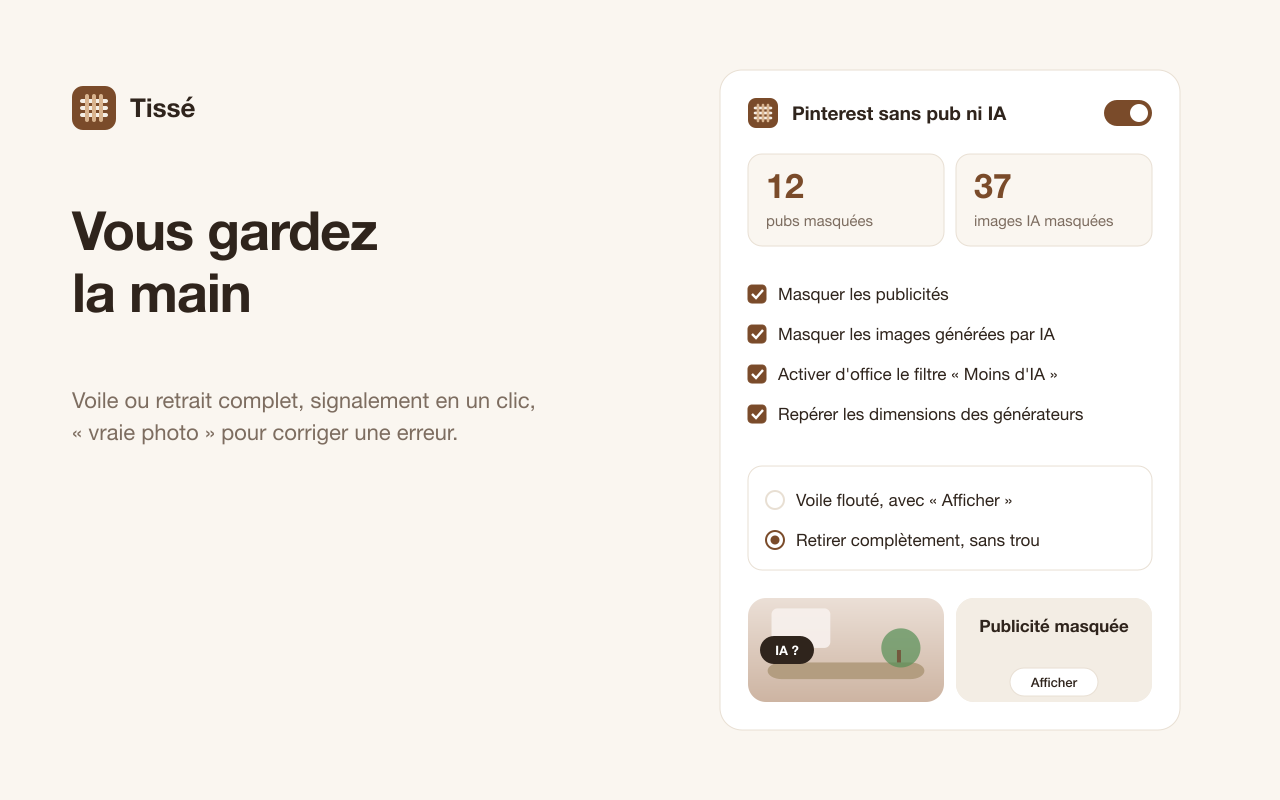 Tissé
Vous gardez
la main
Voile ou retrait complet, signalement en un clic,
« vraie photo » pour corriger une erreur.
Pinterest sans pub ni IA
12
pubs masquées
37
images IA masquées
Masquer les publicités
Masquer les images générées par IA
Activer d'office le filtre « Moins d'IA »
Repérer les dimensions des générateurs
Voile flouté, avec « Afficher »
Retirer complètement, sans trou
IA ?
Publicité masquée
Afficher